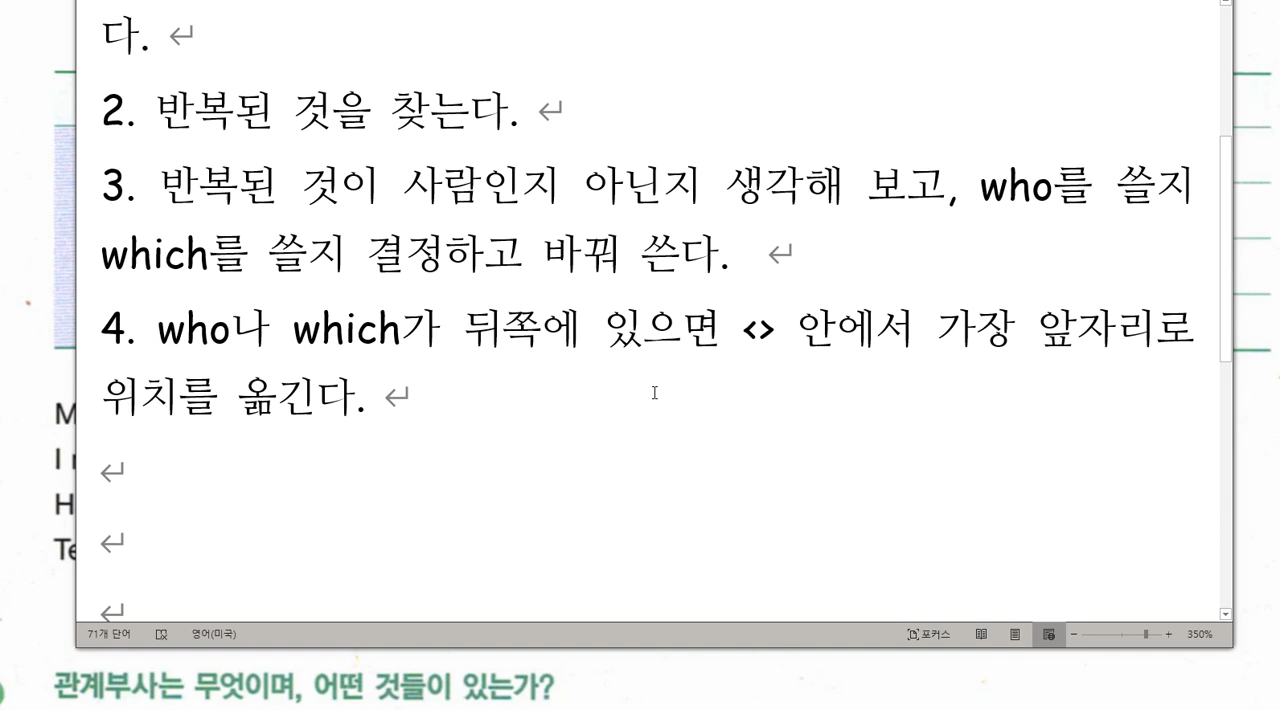 다.
2. 반복된 것을 찾는다.
3. 반복된 것이 사람인지 아닌지 생각해 보고, who를 쓸지
which를 쓸지 결정하고 바꿔 쓴다.
4. who나 which가 뒤쪽에 있으면 <> 안에서 가장 앞자리로
위치를 옮긴다.
M
I
H
Te
71개 단어 영어(미국) 포커스 350%
관계부사는 무엇이며, 어떤 것들이 있는가?